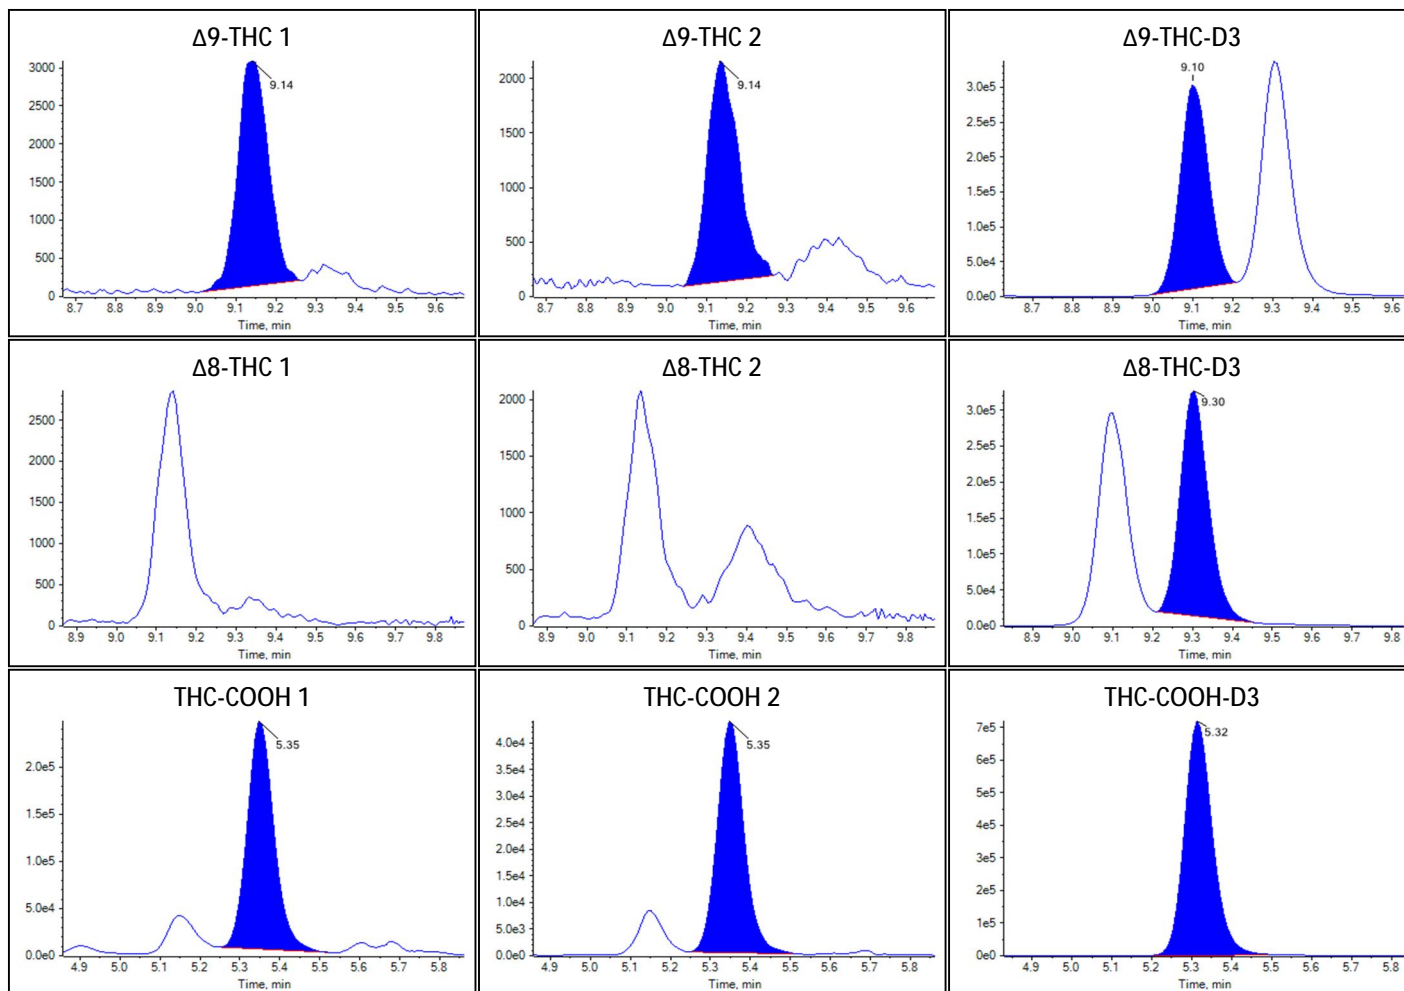 Δ9-THC 1
3000
2500
2000
1500
1000
500
0
9.14
8.7 8.8 8.9 9.0 9.1 9.2 9.3 9.4 9.5 9.6
Time, min
Δ9-THC 2
2000
1500
1000
500
0
9.14
8.7 8.8 8.9 9.0 9.1 9.2 9.3 9.4 9.5 9.6
Time, min
Δ9-THC-D3
3.0e5
2.5e5
2.0e5
1.5e5
1.0e5
5.0e4
0.0e0
9.10
8.7 8.8 8.9 9.0 9.1 9.2 9.3 9.4 9.5 9.6
Time, min
Δ8-THC 1
2500
2000
1500
1000
500
0
8.9 9.0 9.1 9.2 9.3 9.4 9.5 9.6 9.7 9.8
Time, min
Δ8-THC 2
2000
1500
1000
500
0
8.9 9.0 9.1 9.2 9.3 9.4 9.5 9.6 9.7 9.8
Time, min
Δ8-THC-D3
3.0e5
2.5e5
2.0e5
1.5e5
1.0e5
5.0e4
0.0e0
9.30
8.9 9.0 9.1 9.2 9.3 9.4 9.5 9.6 9.7 9.8
Time, min
THC-COOH 1
2.0e5
1.5e5
1.0e5
5.0e4
0.0e0
5.35
4.9 5.0 5.1 5.2 5.3 5.4 5.5 5.6 5.7 5.8
Time, min
THC-COOH 2
4.0e4
3.5e4
3.0e4
2.5e4
2.0e4
1.5e4
1.0e4
5.0e3
0.0e0
5.35
4.9 5.0 5.1 5.2 5.3 5.4 5.5 5.6 5.7 5.8
Time, min
THC-COOH-D3
7e5
6e5
5e5
4e5
3e5
2e5
1e5
0e0
5.32
4.9 5.0 5.1 5.2 5.3 5.4 5.5 5.6 5.7 5.8
Time, min